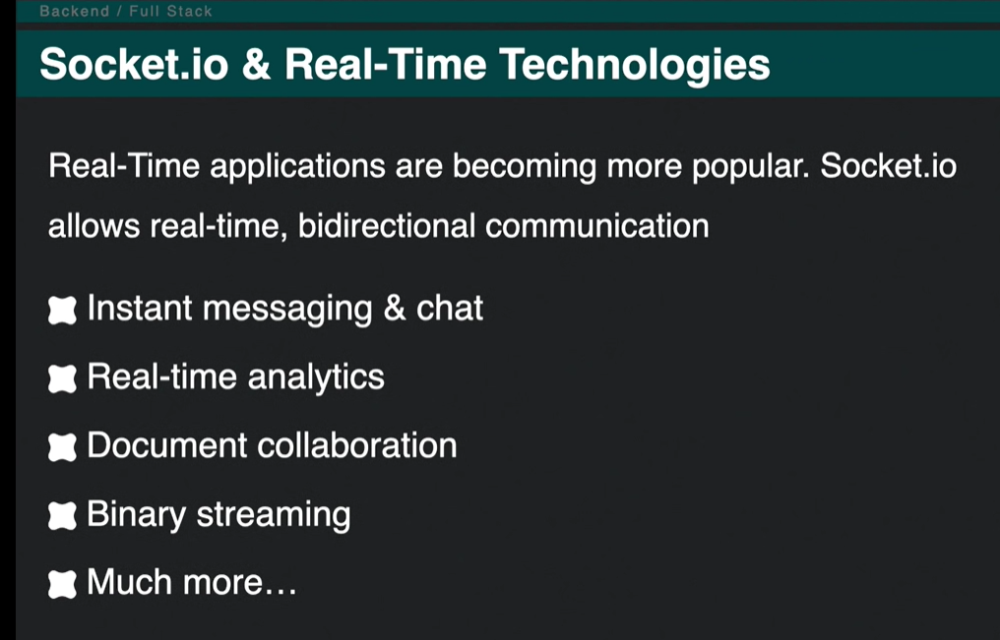 Backend / Full Stack
Socket.io & Real-Time Technologies
Real-Time applications are becoming more popular. Socket.io
allows real-time, bidirectional communication
Instant messaging & chat
Real-time analytics
Document collaboration
Binary streaming
Much more…